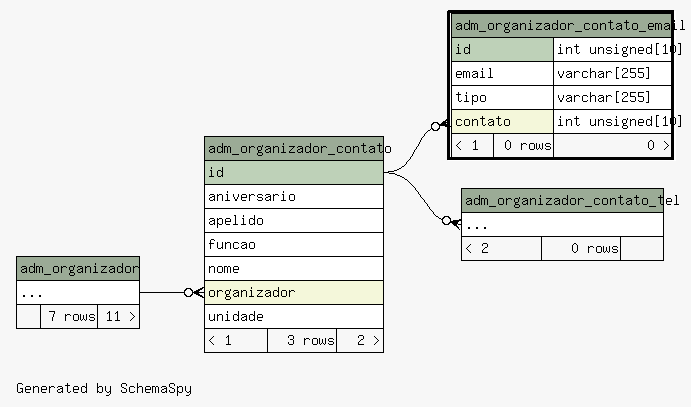 adm_organizador_contato_email
id int unsigned[10]
email varchar[255]
tipo varchar[255]
contato int unsigned[10]
< 1 0 rows 0 >
adm_organizador_contato
id
aniversario
apelido
funcao
nome
organizador
unidade
< 1 3 rows 2 >
adm_organizador_contato_tel
...
< 2 0 rows
adm_organizador
...
7 rows 11 >
Generated by SchemaSpy